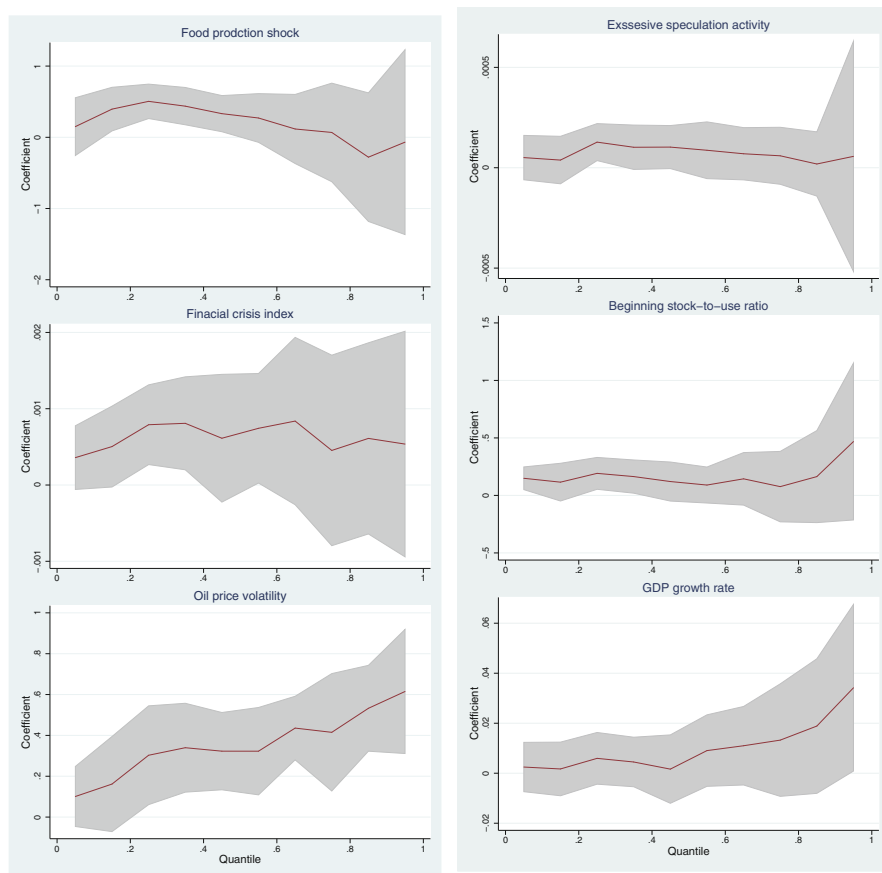 Food prodction shock
Coefficient
1
0
−1
−2
0 .2 .4 .6 .8 1
Finacial crisis index
Coefficient
.002
.001
0
−.001
0 .2 .4 .6 .8 1
Oil price volatility
Coefficient
1
.8
.6
.4
.2
0
0 .2 .4 .6 .8 1
Quantile
Exssesive speculation activity
Coefficient
.0005
0
−.0005
0 .2 .4 .6 .8 1
Beginning stock−to−use ratio
Coefficient
1.5
1
.5
0
−.5
0 .2 .4 .6 .8 1
GDP growth rate
Coefficient
.06
.04
.02
0
−.02
0 .2 .4 .6 .8 1
Quantile